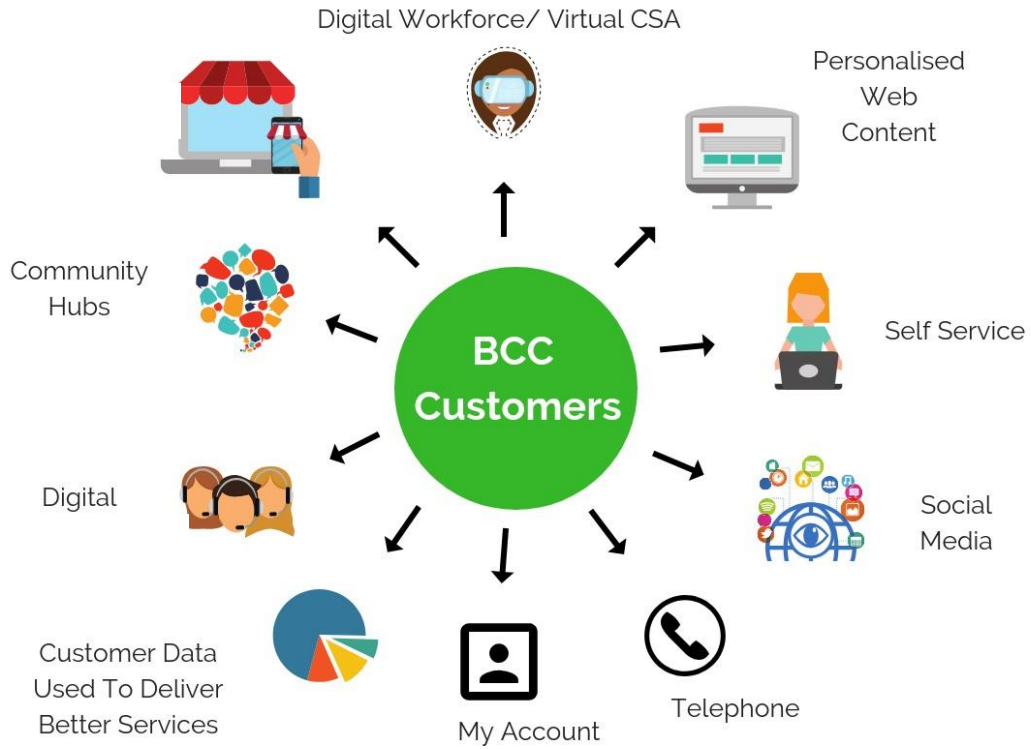 Digital Workforce/ Virtual CSA
Personalised
Web
Content
Community
Hubs
BCC
Customers
Self Service
Digital
Social
Media
Customer Data
Used To Deliver
Better Services
My Account
Telephone